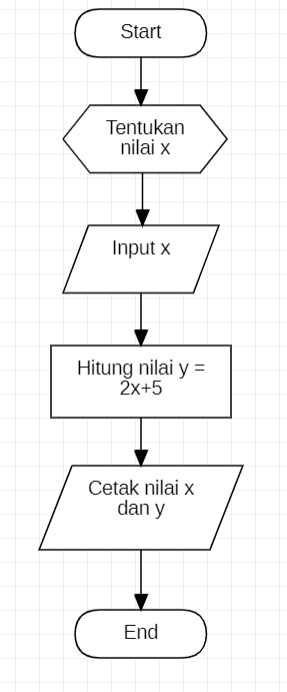 Start
Tentukan
nilai x
Input x
Hitung nilai y =
2x+5
Cetak nilai x
dan y
End